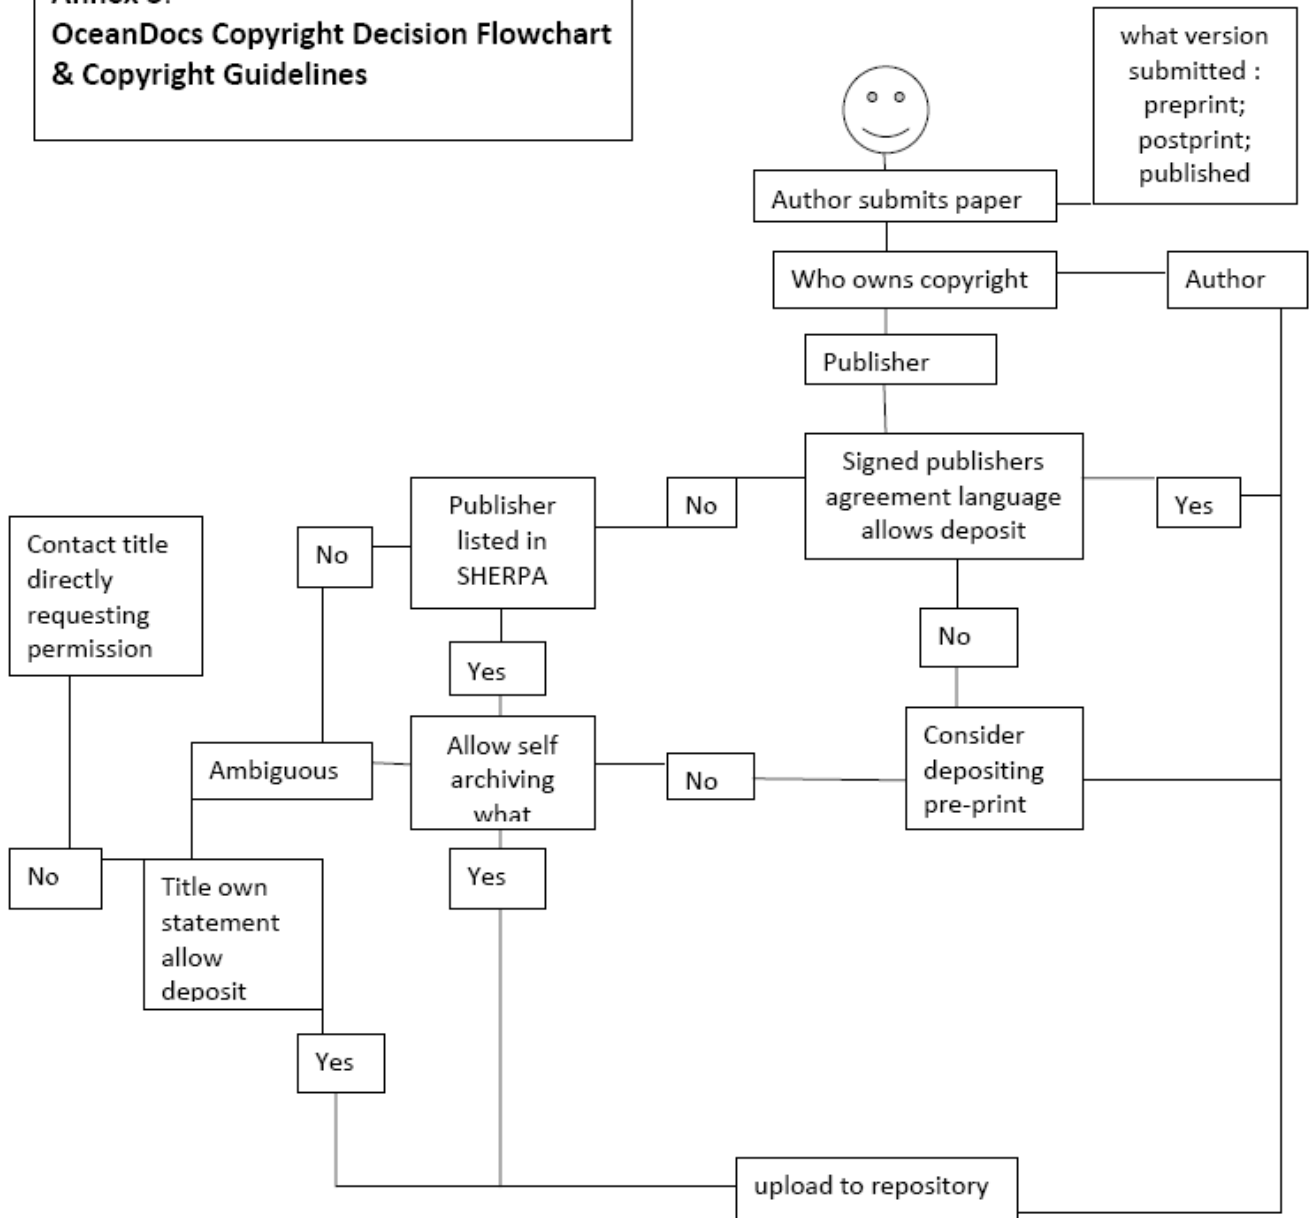 OceanDocs Copyright Decision Flowchart
& Copyright Guidelines
what version
submitted :
preprint;
postprint;
published
Author submits paper
Who owns copyright
Author
Publisher
Signed publishers
agreement language
allows deposit
Yes
No
Publisher
listed in
SHERPA
No
Contact title
directly
requesting
permission
No
Yes
Consider
depositing
pre-print
Allow self
archiving
what
No
Ambiguous
Yes
No
Title own
statement
allow
deposit
Yes
upload to repository